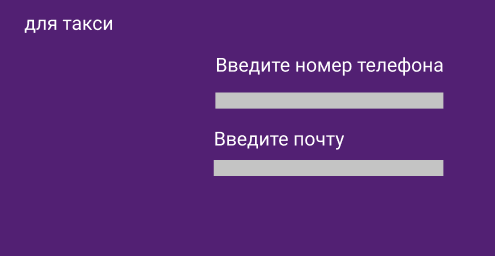 для такси
Введите номер телефона
Введите почту